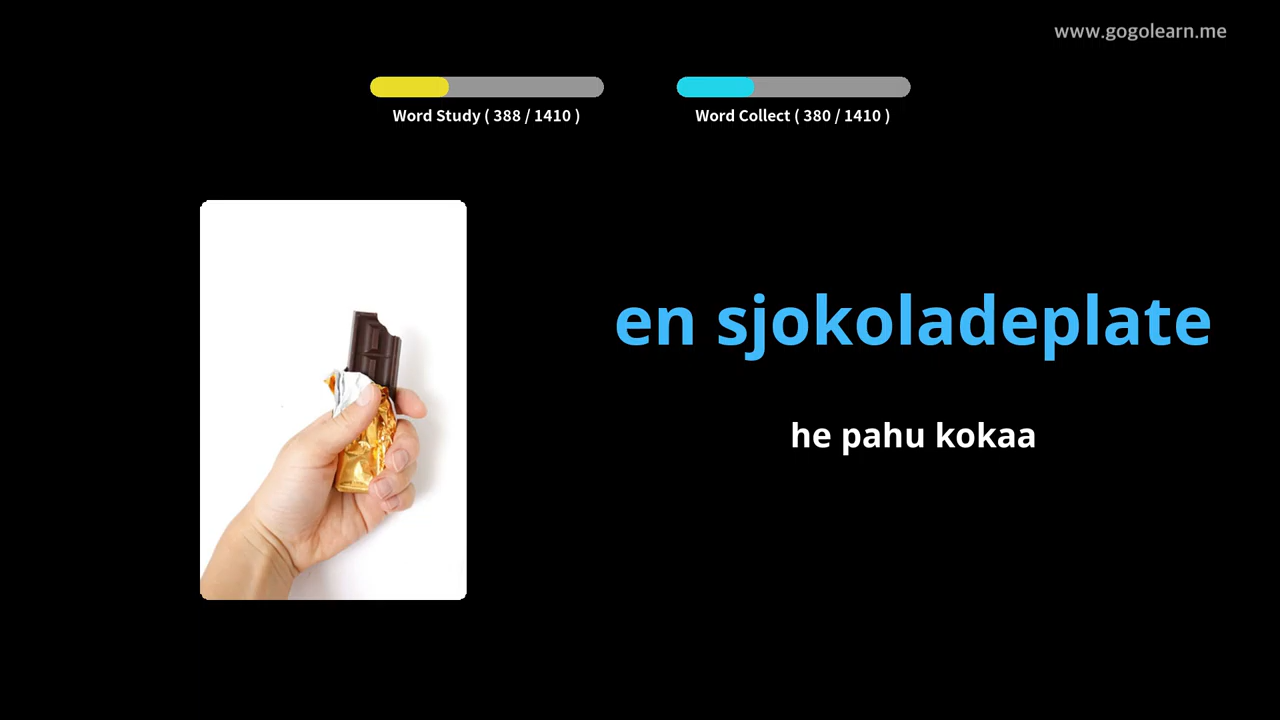 www.gogolearn.me
Word Study ( 388 / 1410 )
Word Collect ( 380 / 1410 )
en sjokoladeplate
he pahu kokaa